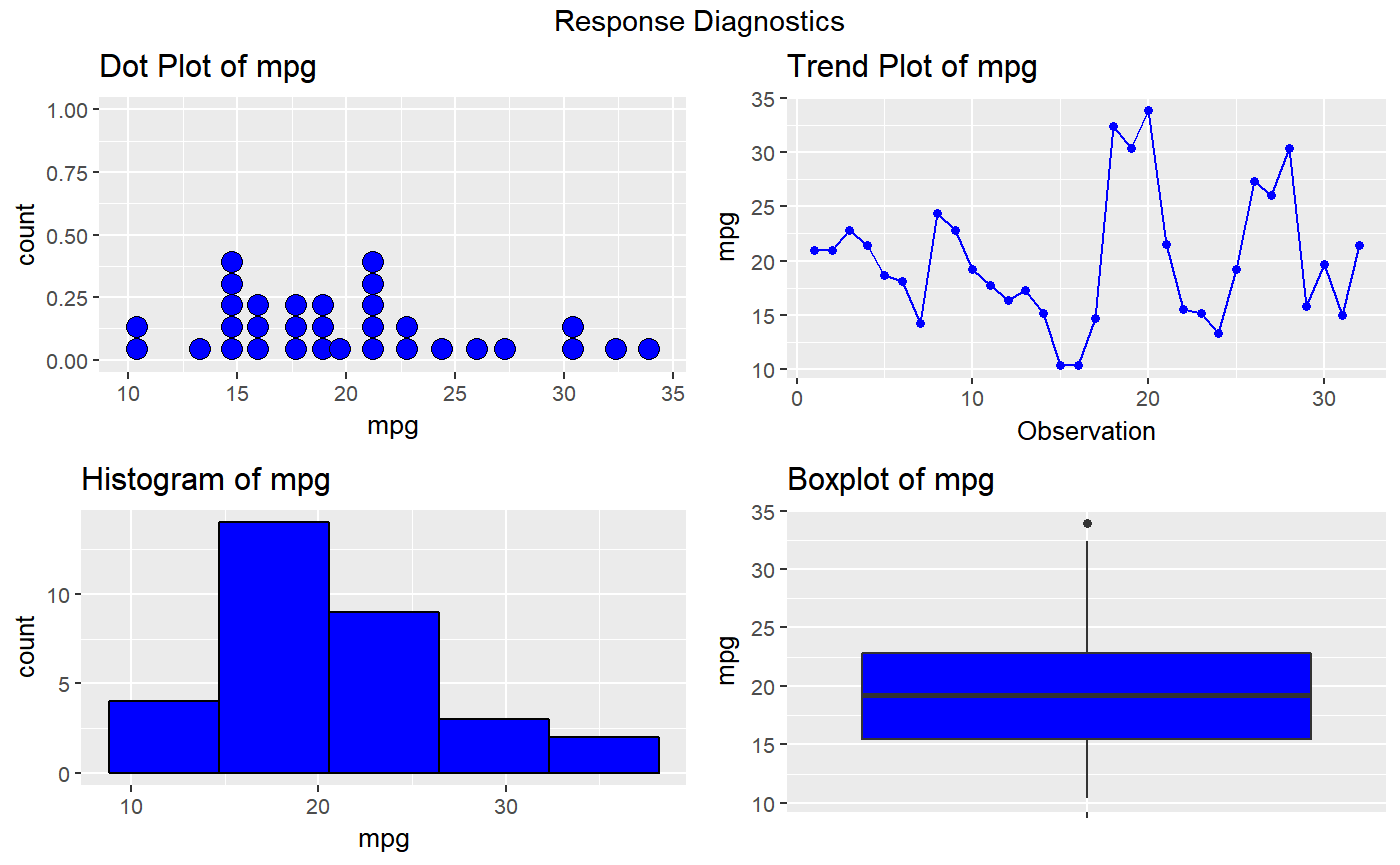 Response Diagnostics
Dot Plot of mpg
1.00
0.75
0.50
0.25
0.00
count
10 15 20 25 30 35
mpg
Trend Plot of mpg
35
30
25
20
15
10
mpg
0 10 20 30
Observation
Histogram of mpg
10
5
0
count
10 20 30
mpg
Boxplot of mpg
35
30
25
20
15
10
mpg